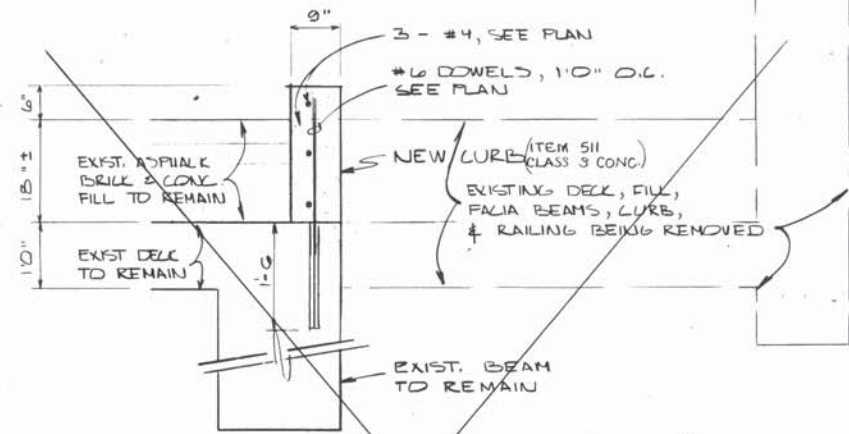 9"
3 - #4, SEE PLAN
#6 DOWELS, 1'0" O.C.
SEE PLAN
6"
18"±
1'0"
EXIST. ASPHALK
BRICK & CONC.
FILL TO REMAIN
NEW CURB (ITEM 511
CLASS S CONC.)
EXISTING DECK, FILL,
FALIA BEAMS, CURB,
& RAILING BEING REMOVED
EXIST DECK
TO REMAIN
1'-6
EXIST. BEAM
TO REMAIN